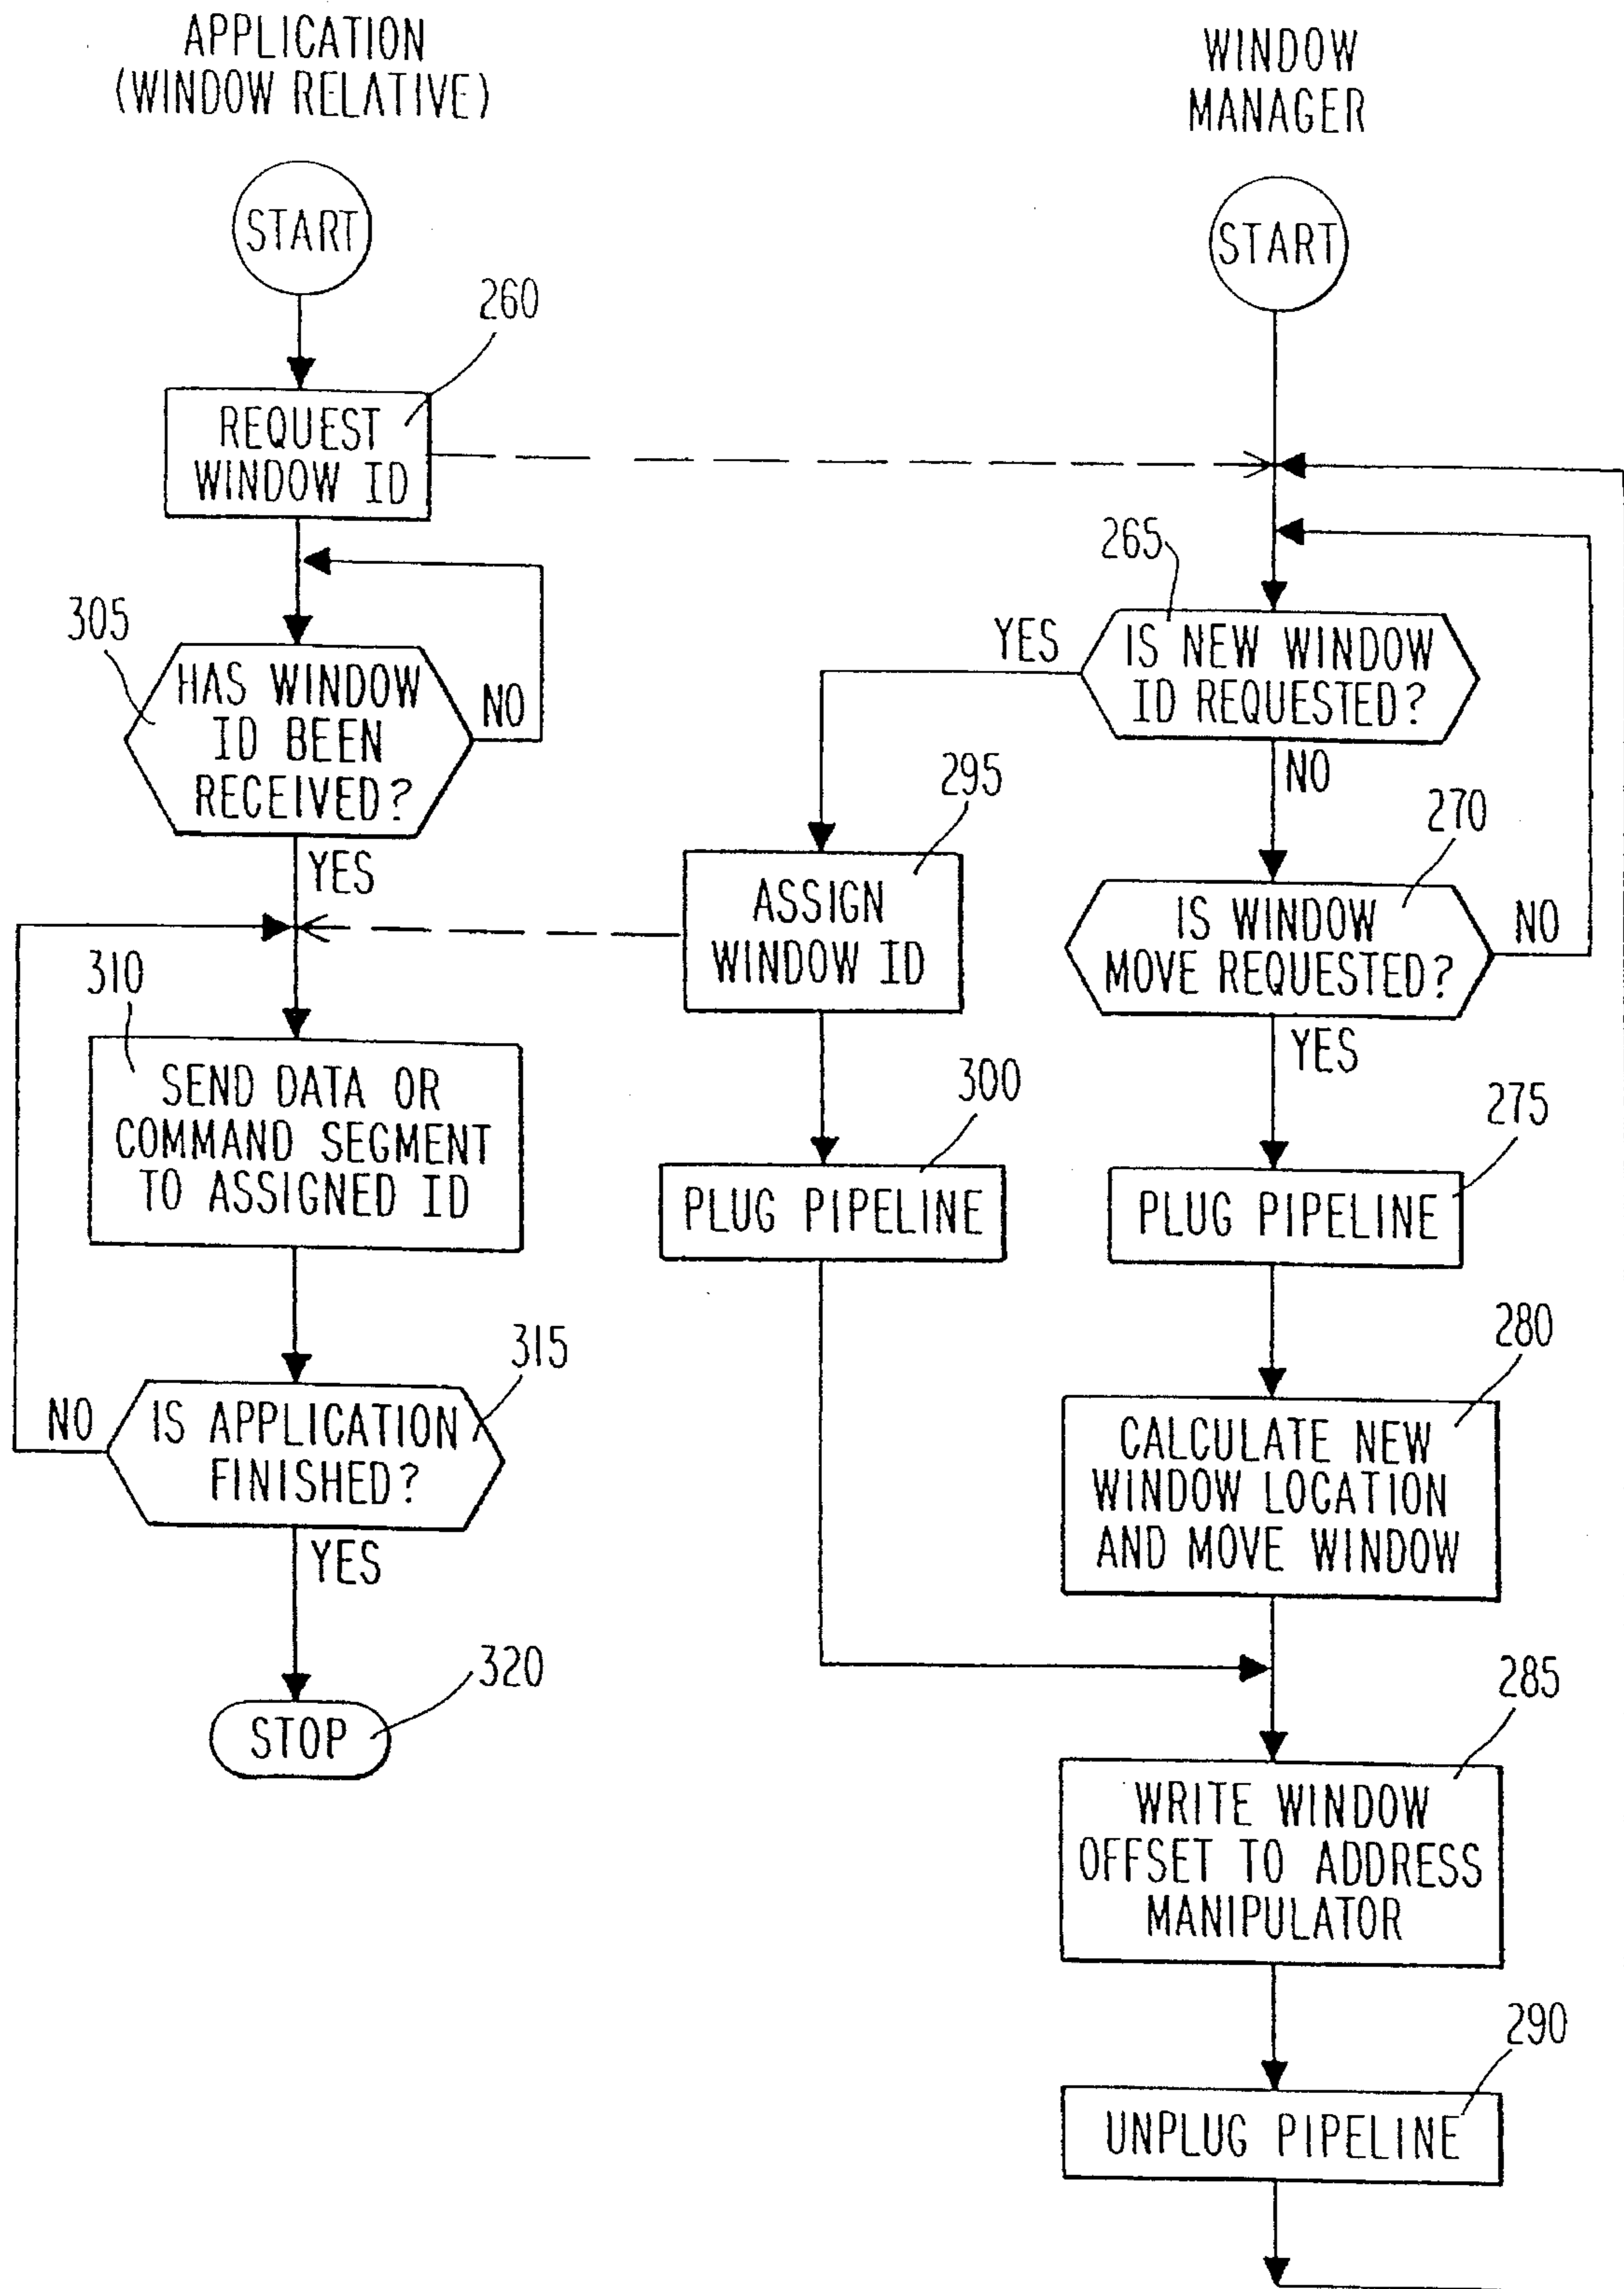 APPLICATION
(WINDOW RELATIVE)
START
260
REQUEST
WINDOW ID
305
HAS WINDOW
ID BEEN
RECEIVED?
NO
YES
310
SEND DATA OR
COMMAND SEGMENT
TO ASSIGNED ID
315
NO
IS APPLICATION
FINISHED?
YES
320
STOP
WINDOW
MANAGER
START
265
YES
IS NEW WINDOW
ID REQUESTED?
NO
295
ASSIGN
WINDOW ID
300
PLUG PIPELINE
270
IS WINDOW
MOVE REQUESTED?
NO
YES
275
PLUG PIPELINE
280
CALCULATE NEW
WINDOW LOCATION
AND MOVE WINDOW
285
WRITE WINDOW
OFFSET TO ADDRESS
MANIPULATOR
290
UNPLUG PIPELINE